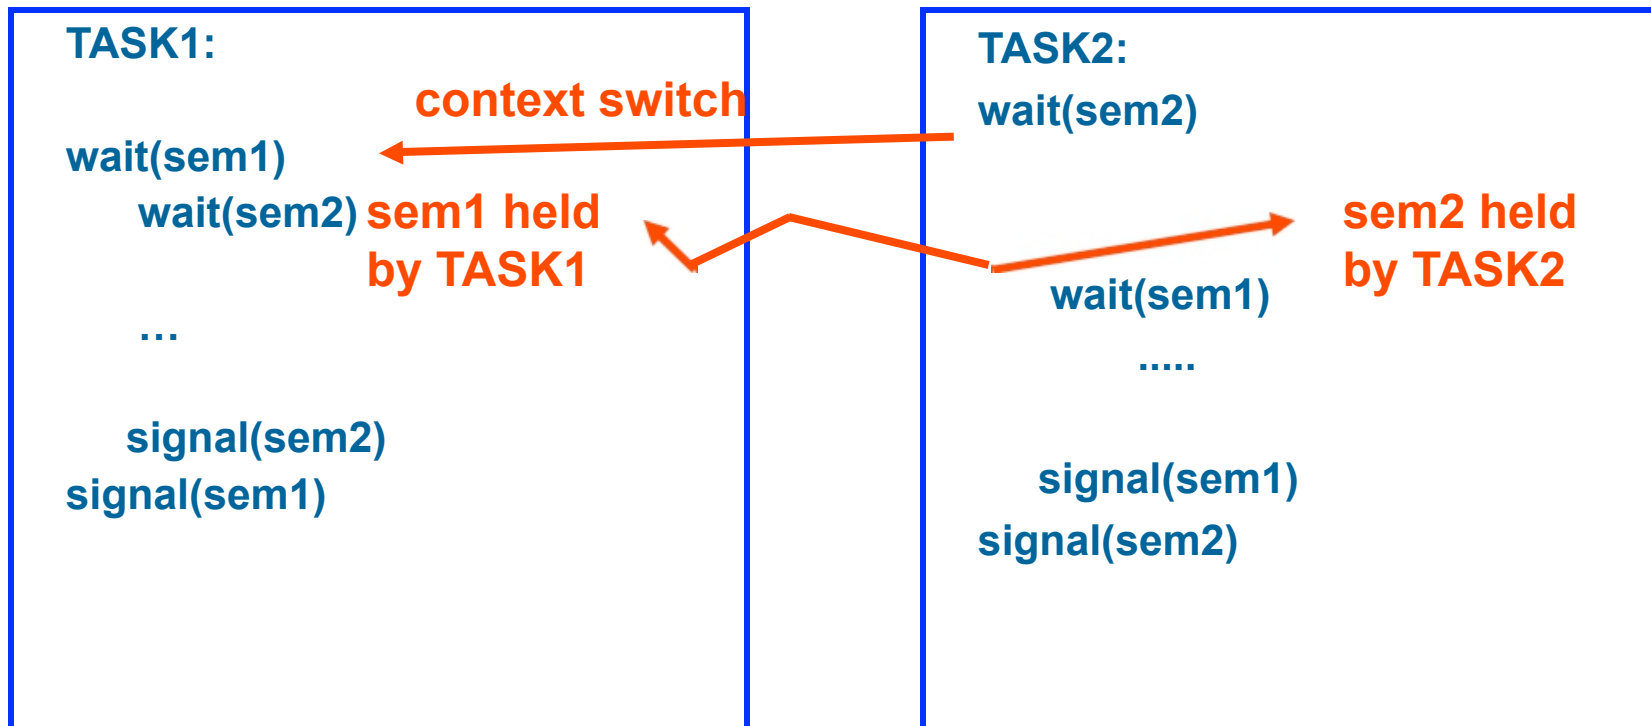 TASK1:
context switch
wait(sem1)
wait(sem2)
sem1 held
by TASK1
…
signal(sem2)
signal(sem1)
TASK2:
wait(sem2)
sem2 held
by TASK2
wait(sem1)
.....
signal(sem1)
signal(sem2)